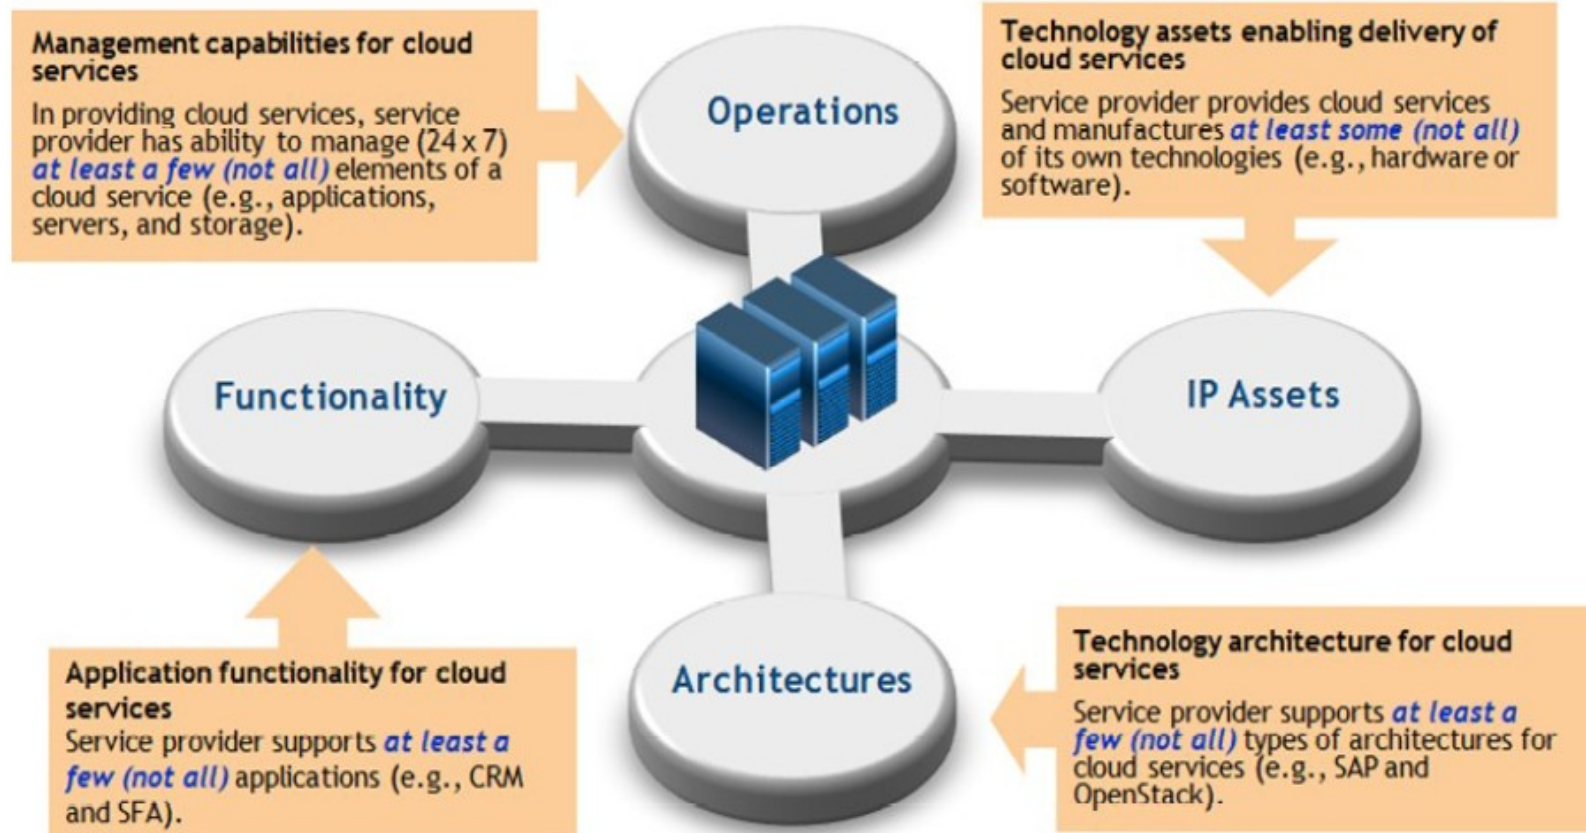 Management capabilities for cloud
services
In providing cloud services, service
provider has ability to manage (24 x 7)
at least a few (not all) elements of a
cloud service (e.g., applications,
servers, and storage).
Operations
Technology assets enabling delivery of
cloud services
Service provider provides cloud services
and manufactures at least some (not all)
of its own technologies (e.g., hardware or
software).
Functionality
IP Assets
Application functionality for cloud
services
Service provider supports at least a
few (not all) applications (e.g., CRM
and SFA).
Architectures
Technology architecture for cloud
services
Service provider supports at least a
few (not all) types of architectures for
cloud services (e.g., SAP and
OpenStack).